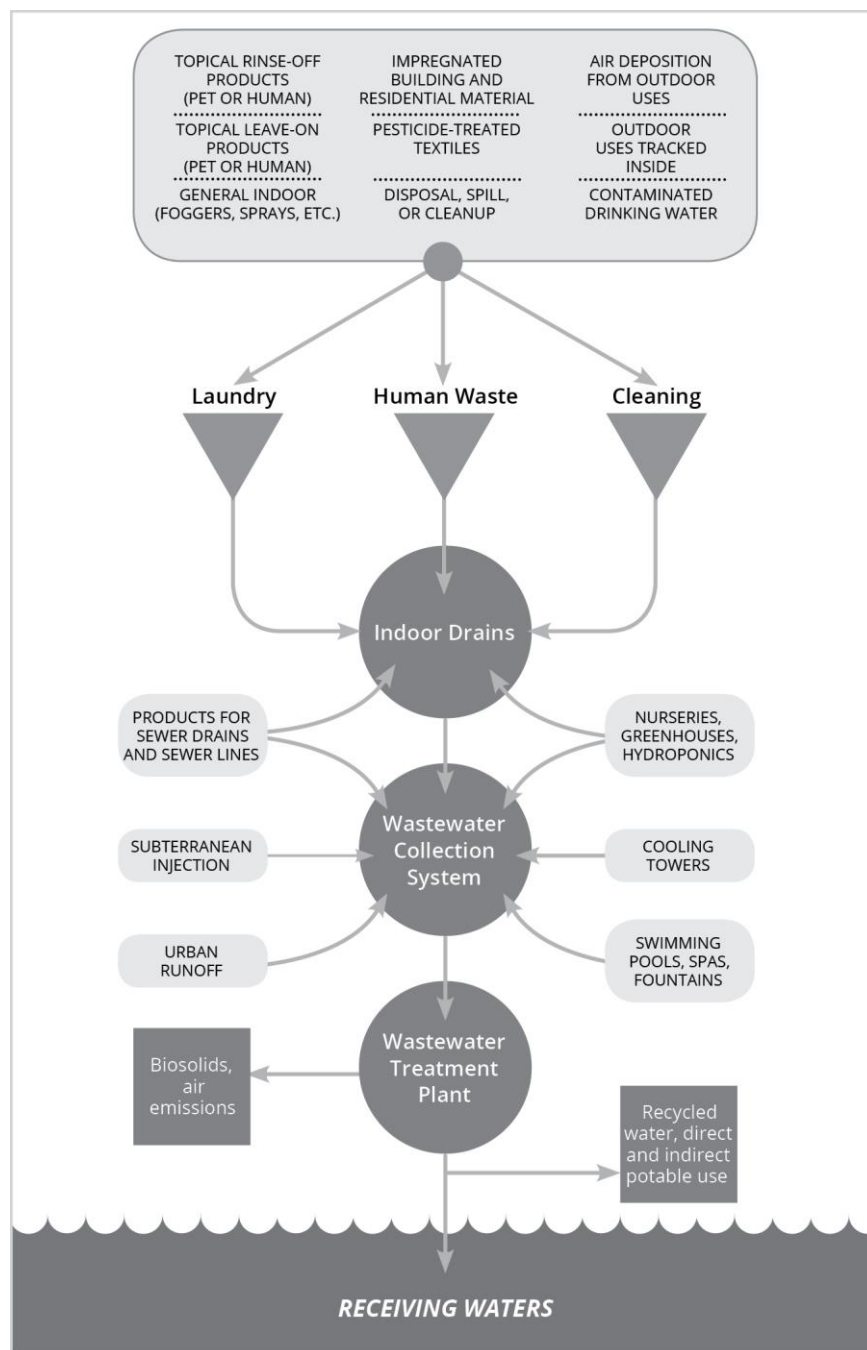 TOPICAL RINSE-OFF
PRODUCTS
(PET OR HUMAN)
TOPICAL LEAVE-ON
PRODUCTS
(PET OR HUMAN)
GENERAL INDOOR
(FOGGERS, SPRAYS, ETC.)
IMPREGNATED
BUILDING AND
RESIDENTIAL MATERIAL
PESTICIDE-TREATED
TEXTILES
DISPOSAL, SPILL,
OR CLEANUP
AIR DEPOSITION
FROM OUTDOOR
USES
OUTDOOR
USES TRACKED
INSIDE
CONTAMINATED
DRINKING WATER
Laundry
Human Waste
Cleaning
Indoor Drains
PRODUCTS FOR
SEWER DRAINS
AND SEWER LINES
NURSERIES,
GREENHOUSES,
HYDROPONICS
Wastewater
Collection
System
SUBTERRANEAN
INJECTION
COOLING
TOWERS
URBAN
RUNOFF
SWIMMING
POOLS, SPAS,
FOUNTAINS
Wastewater
Treatment
Plant
Biosolids,
air
emissions
Recycled
water, direct
and indirect
potable use
RECEIVING WATERS